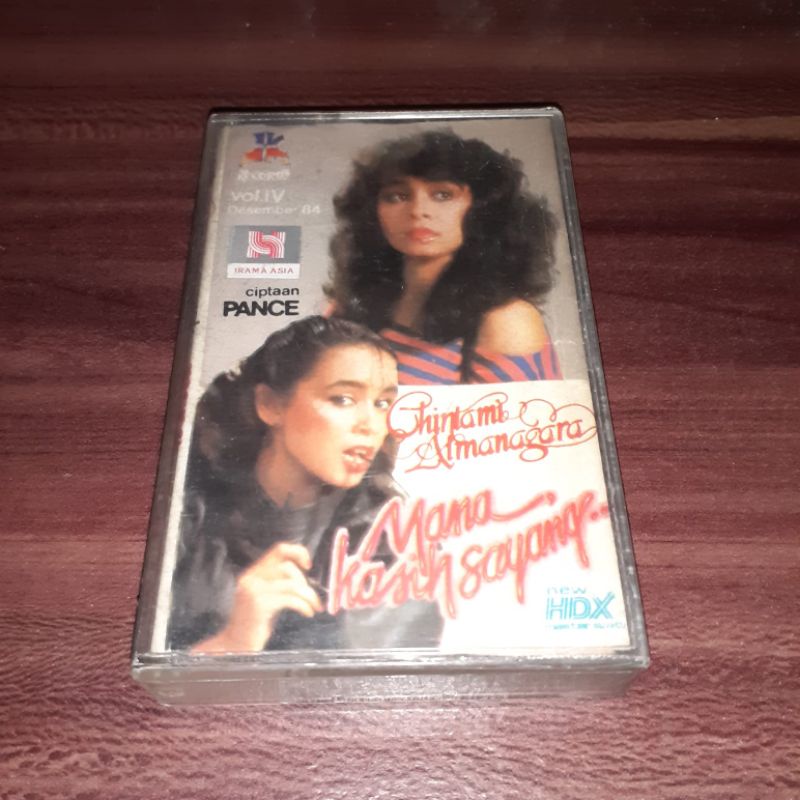 vol.IV
Desember '84
IRAMA ASIA
ciptaan
PANCE
Chintami
Atmanagara
Mana
kasih sayang..
new
HDX